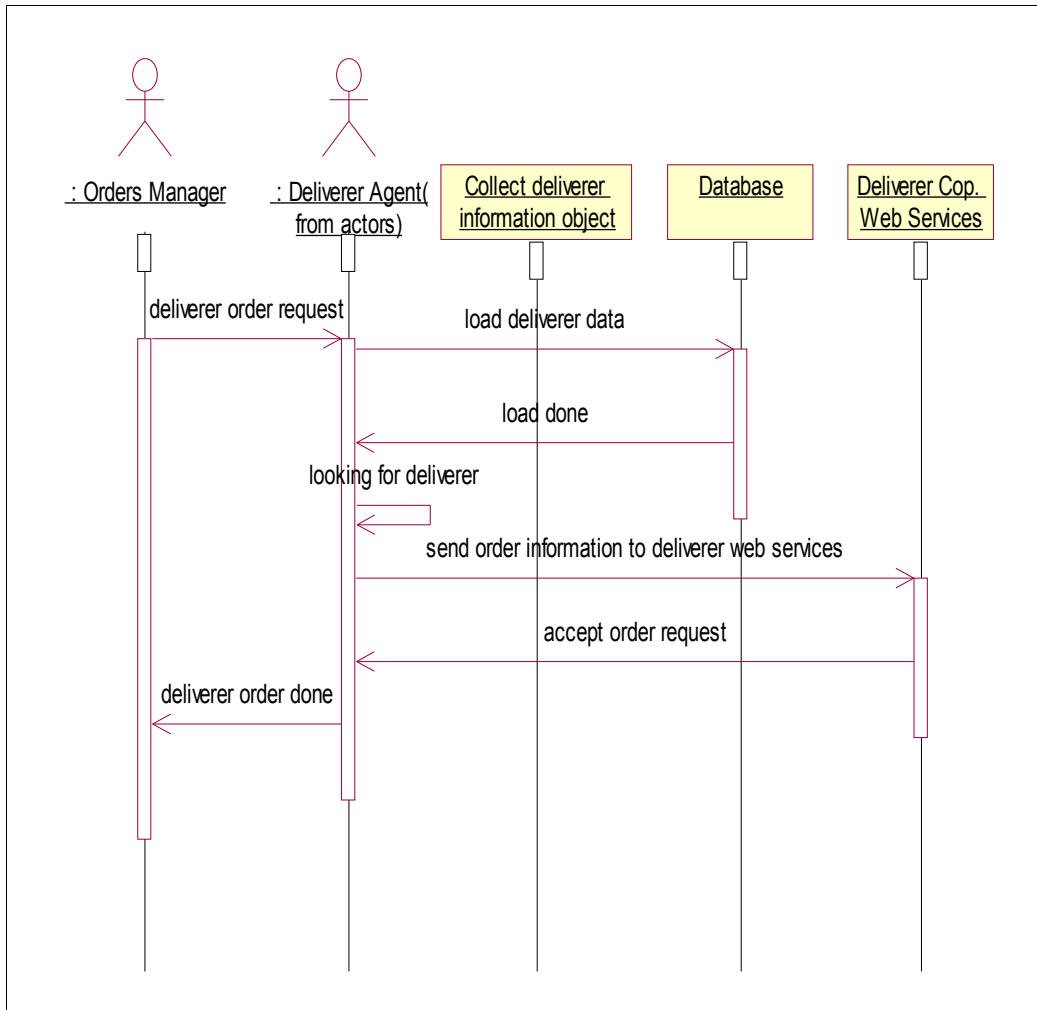 : Orders Manager
: Deliverer Agent(
from actors)
Collect deliverer
information object
Database
Deliverer Cop.
Web Services
deliverer order request
load deliverer data
load done
looking for deliverer
send order information to deliverer web services
accept order request
deliverer order done